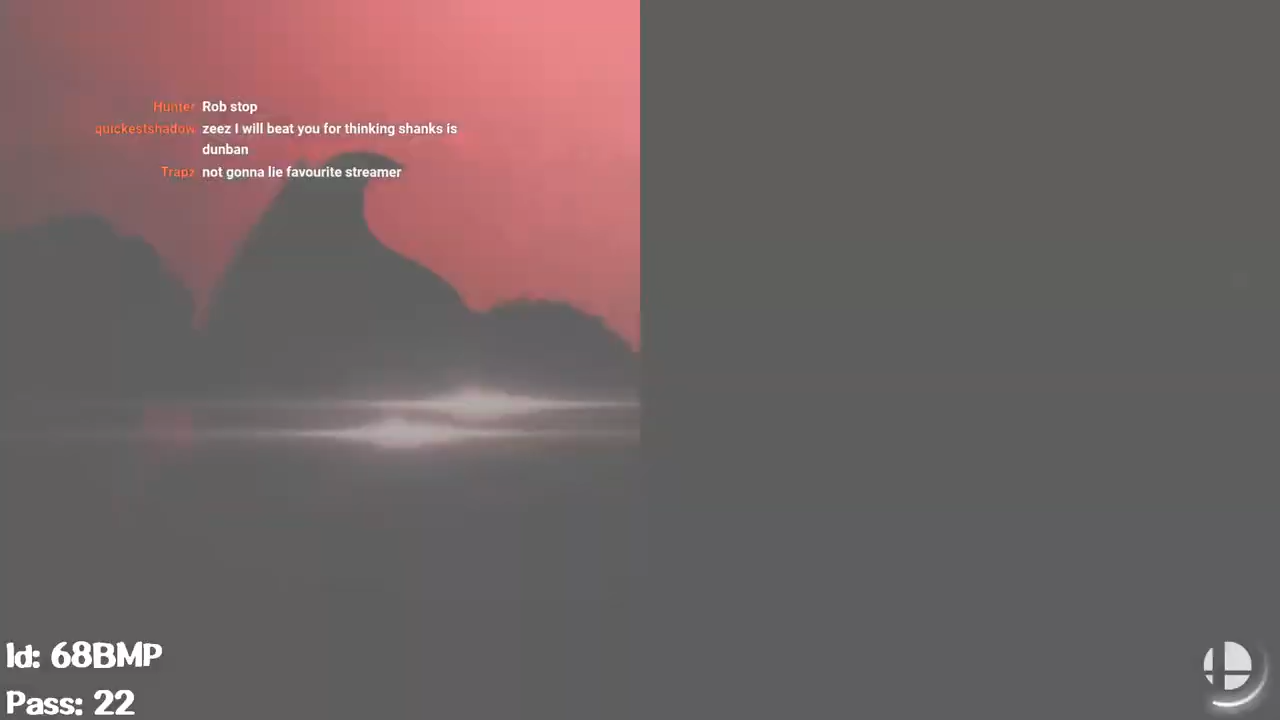 Hunter Rob stop
quickestshadow zeez I will beat you for thinking shanks is
dunban
Trapz not gonna lie favourite streamer
Id: 68BMP
Pass: 22